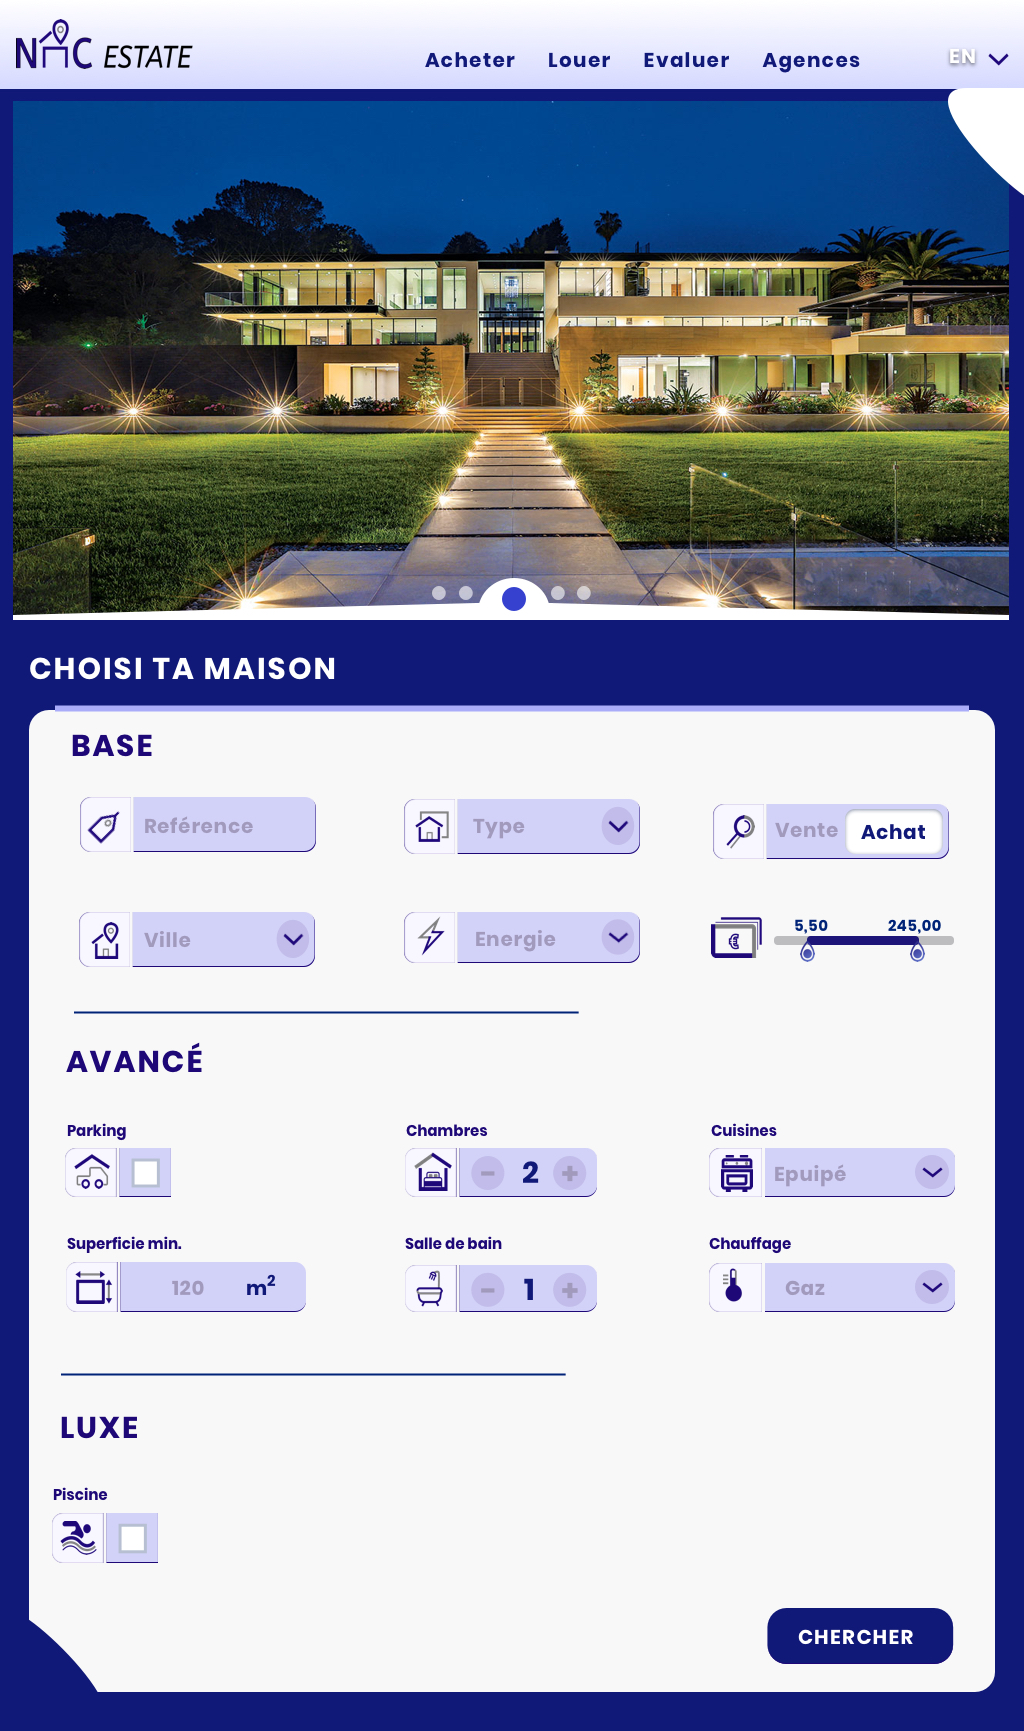 NHC ESTATE
Acheter Louer Evaluer Agences EN
CHOISI TA MAISON
BASE
Reférence Type Vente Achat
Ville Energie 5,50 245,00
AVANCÉ
Parking Chambres Cuisines
2 Epuipé
Superficie min. Salle de bain Chauffage
120 m² 1 Gaz
LUXE
Piscine
CHERCHER